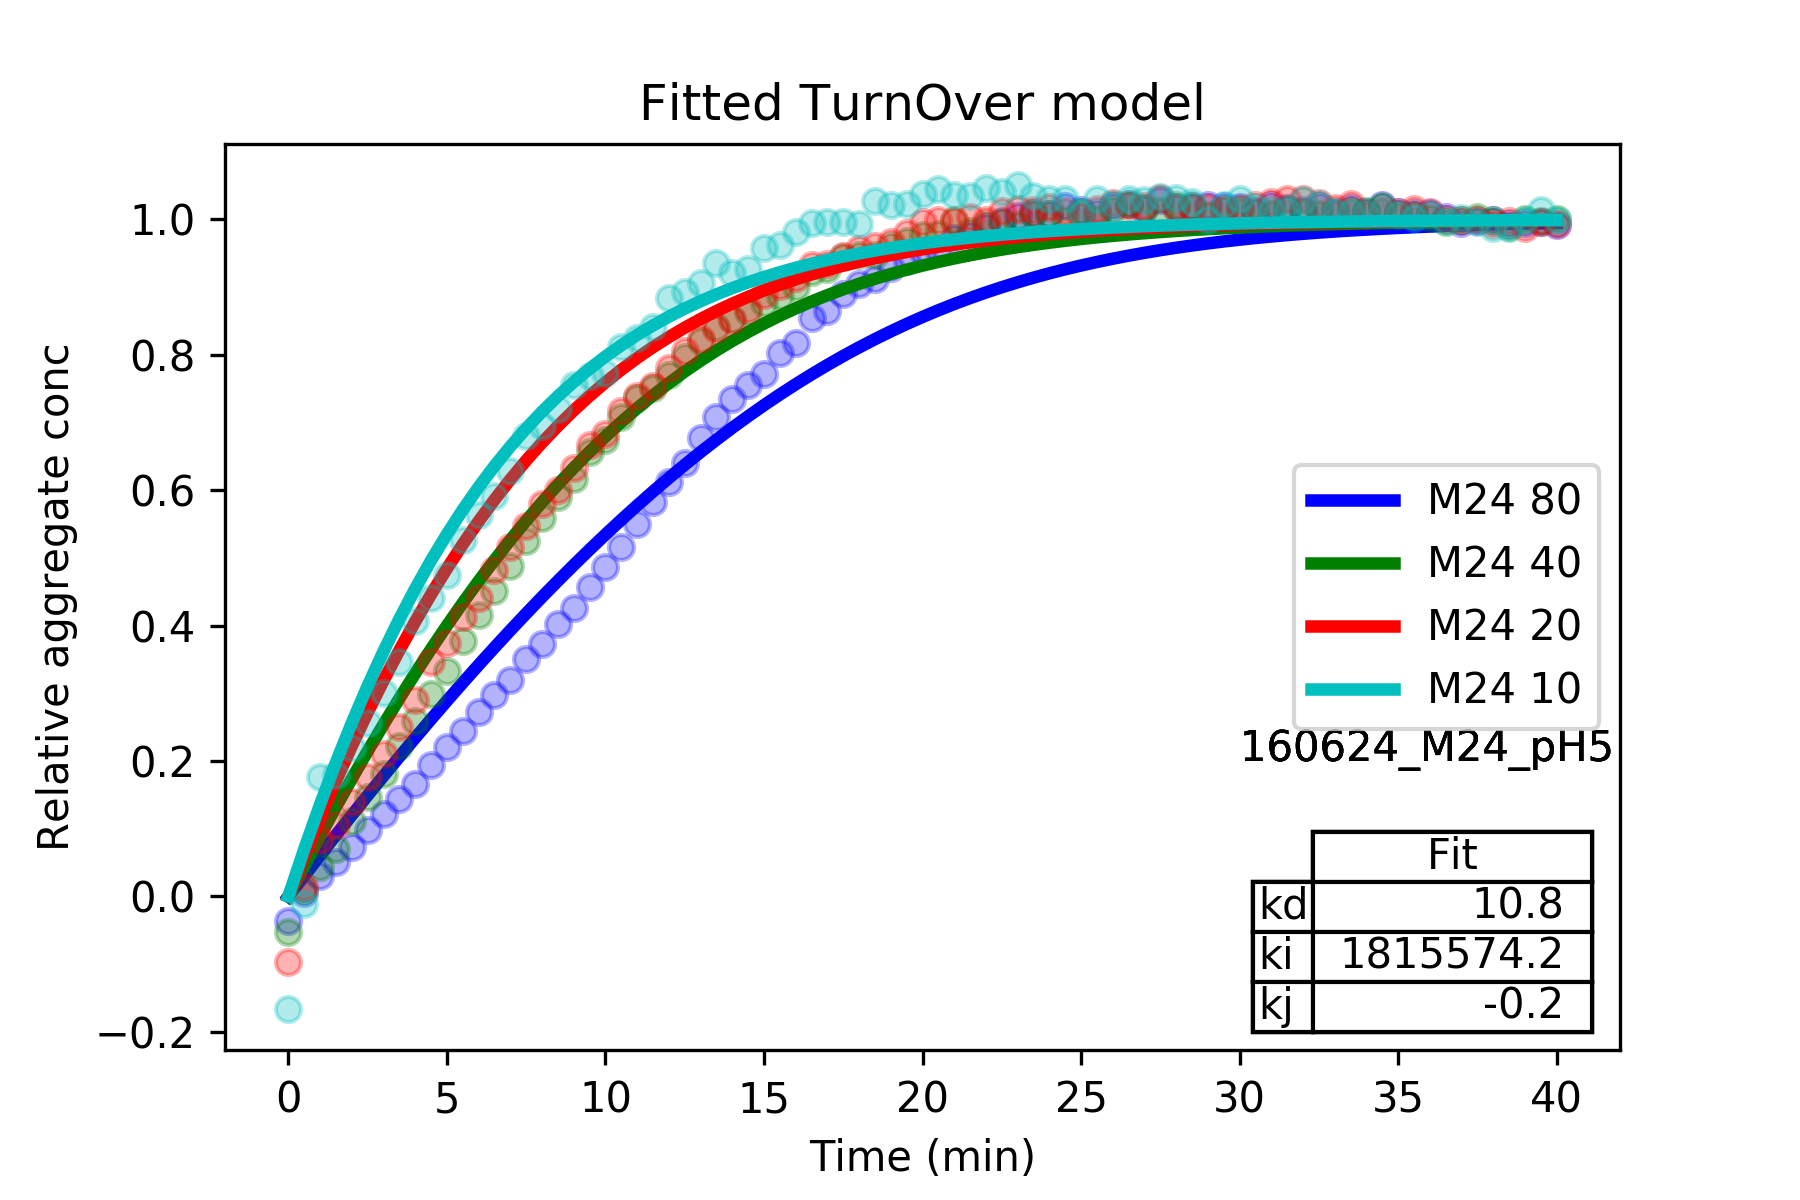 Fitted TurnOver model
Relative aggregate conc
1.0
0.8
0.6
0.4
0.2
0.0
−0.2
M24 80
M24 40
M24 20
M24 10
160624_M24_pH5
Fit
kd 10.8
ki 1815574.2
kj -0.2
0 5 10 15 20 25 30 35 40
Time (min)